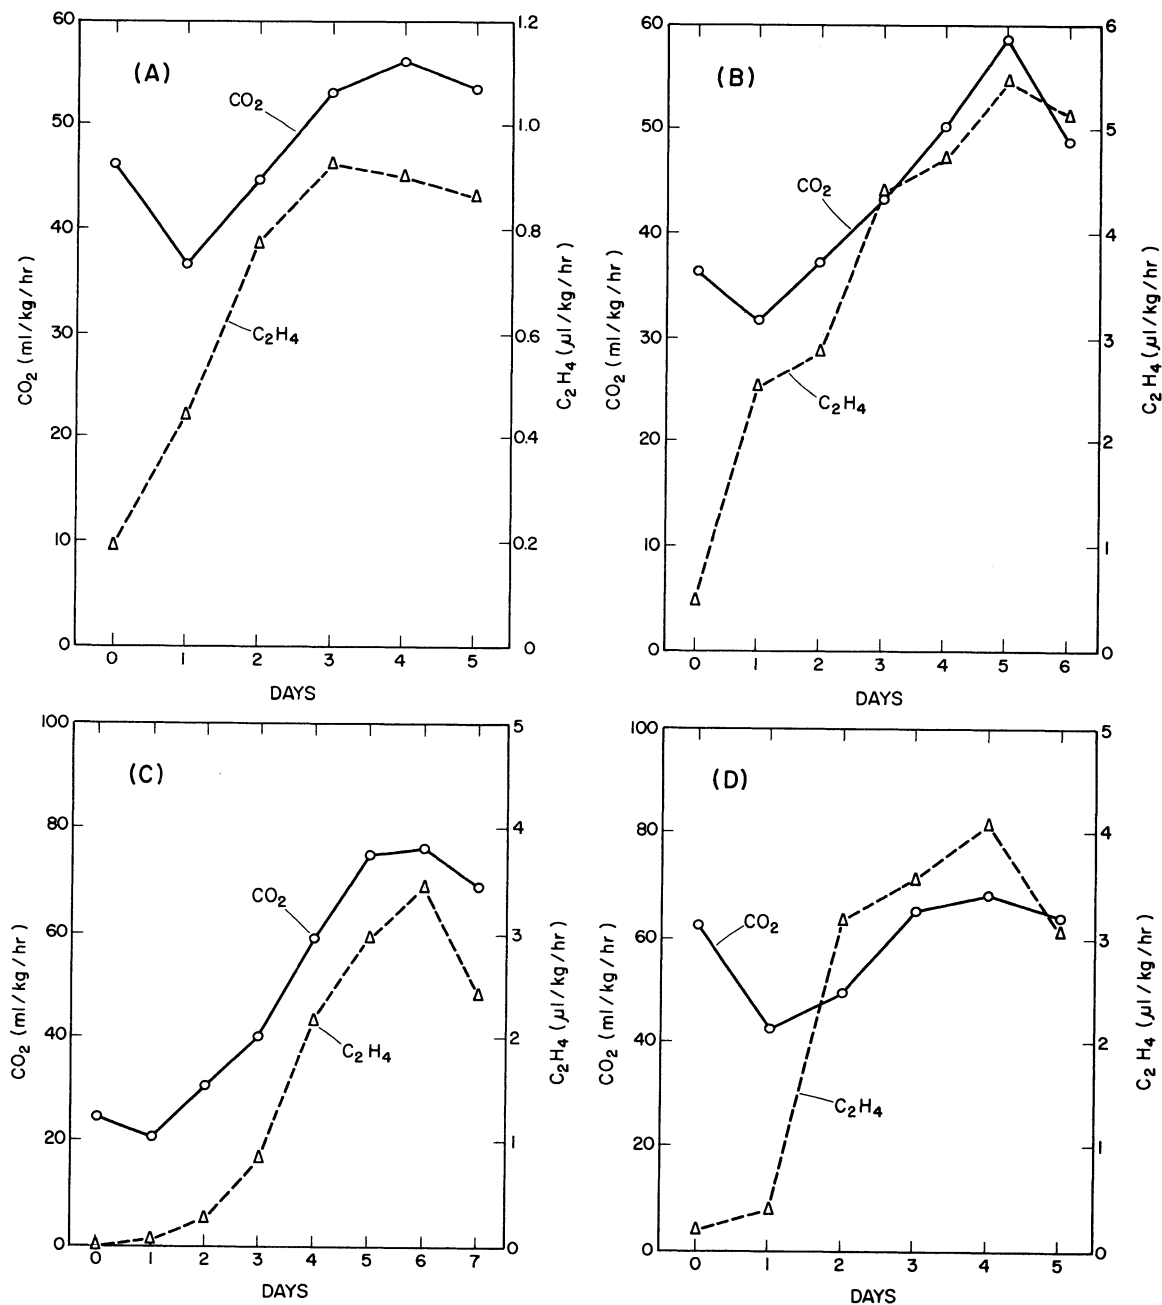 (A)
60
50
40
30
20
10
0
CO₂ (ml/kg/hr)
1.2
1.0
0.8
0.6
0.4
0.2
0
C₂H₄ (μl/kg/hr)
CO₂
C₂H₄
0 1 2 3 4 5
DAYS
(B)
60
50
40
30
20
10
0
CO₂ (ml/kg/hr)
6
5
4
3
2
1
0
C₂H₄ (μl/kg/hr)
CO₂
C₂H₄
0 1 2 3 4 5 6
DAYS
(C)
100
80
60
40
20
0
CO₂ (ml/kg/hr)
5
4
3
2
1
0
C₂H₄ (μl/kg/hr)
CO₂
C₂H₄
0 1 2 3 4 5 6 7
DAYS
(D)
100
80
60
40
20
0
CO₂ (ml/kg/hr)
5
4
3
2
1
0
C₂H₄ (μl/kg/hr)
CO₂
C₂H₄
0 1 2 3 4 5
DAYS